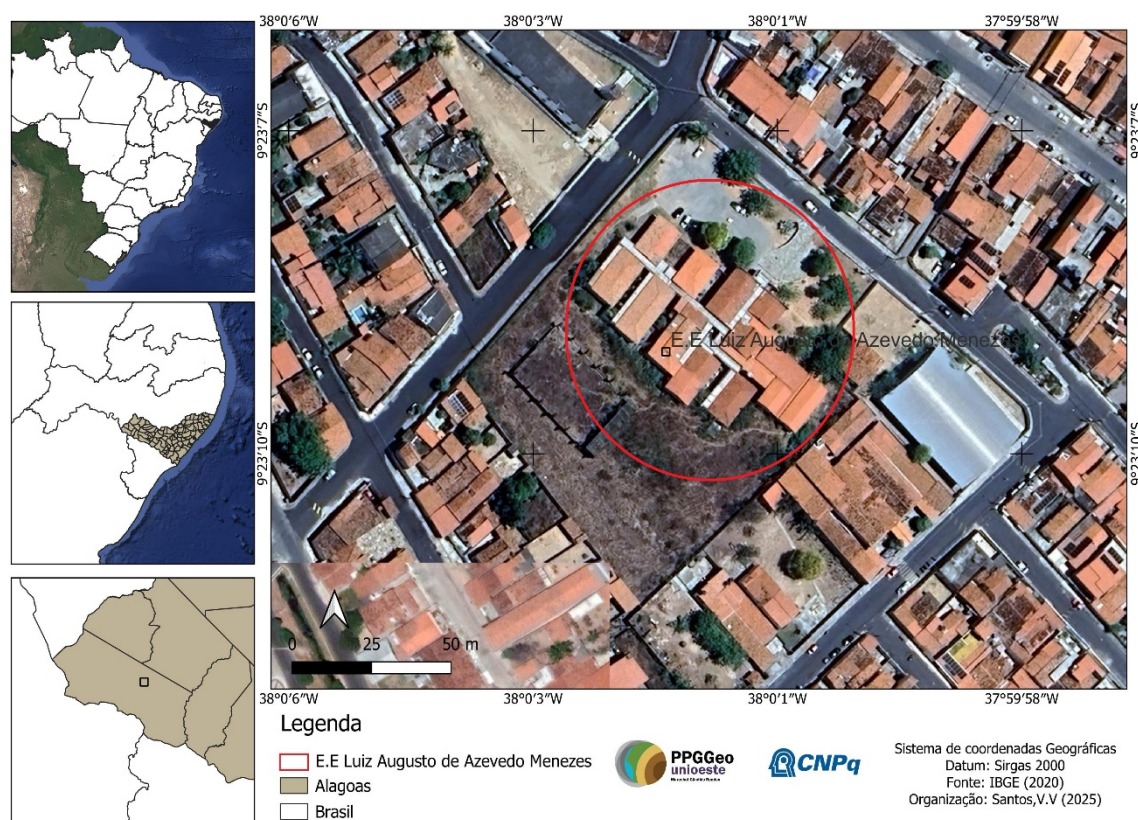 38°0'6"W 38°0'3"W 38°0'1"W 37°59'58"W
9°23'7"S 9°23'7"S
E.E Luiz Augusto de Azevedo Menezes
9°23'10"S 9°23'10"S
0 25 50 m
38°0'6"W 38°0'3"W 38°0'1"W 37°59'58"W
Legenda
E.E Luiz Augusto de Azevedo Menezes
Alagoas
Brasil
PPGGeo
unioeste
CNPq
Sistema de coordenadas Geográficas
Datum: Sirgas 2000
Fonte: IBGE (2020)
Organização: Santos,V.V (2025)